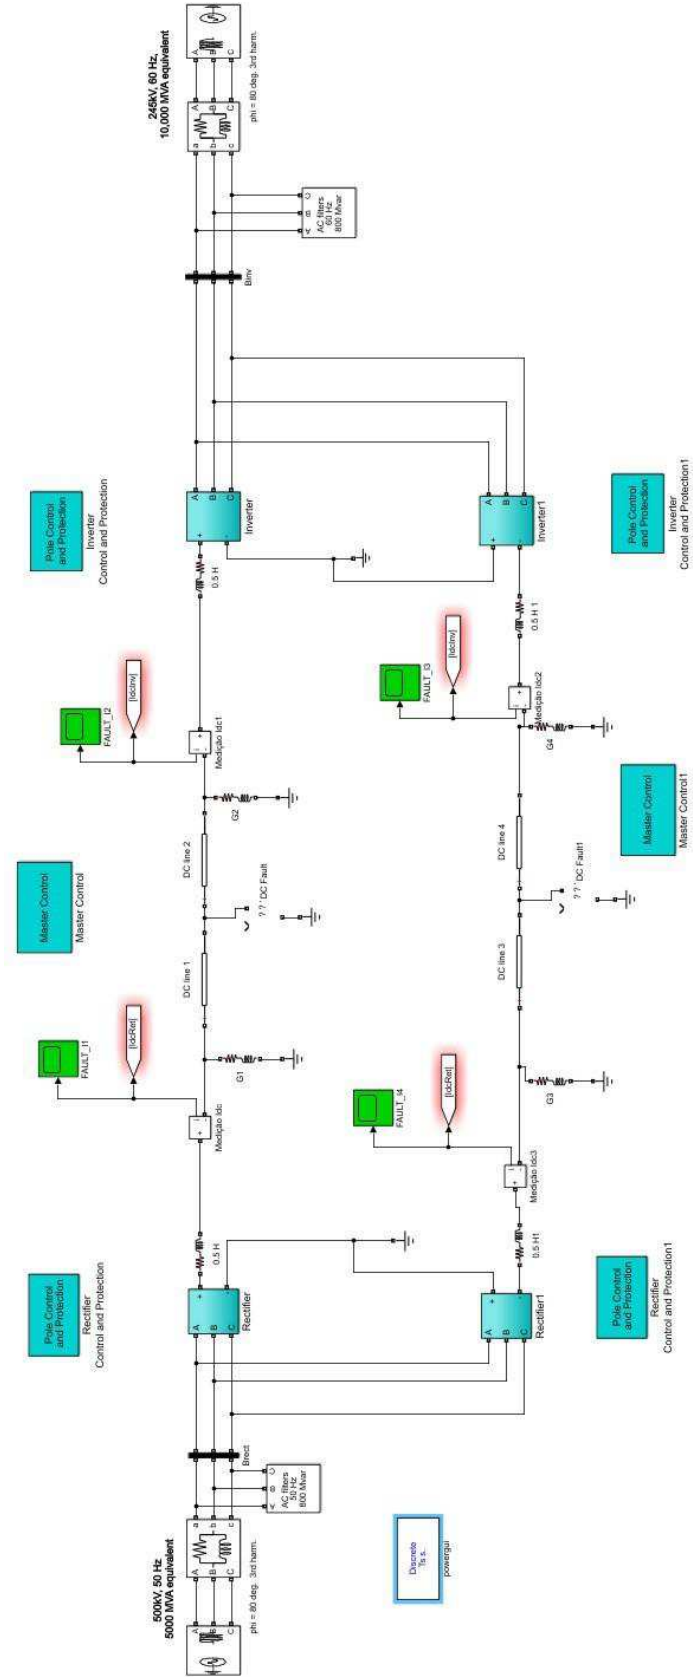 500kV, 50 Hz
5000 MVA equivalent
phi = 80 deg. 3rd harm.
A
B
C
A
B
C
a
b
c
AC filters
50 Hz
600 Mvar
A
B
C
Brect
Discrete
Ts s.
powergui
Pole Control
and Protection
Rectifier
Control and Protection
A
B
C
+
-
Rectifier
0.5 H
A
B
C
+
-
Rectifier1
0.5 H1
Pole Control
and Protection
Rectifier
Control and Protection1
FAULT_I1
[IdcRet]
+
i
-
Medição Idc
G1
DC line 1
FAULT_I4
[IdcRet]
+
i
-
Medição Idc3
G3
DC line 3
Master Control
Master Control
? ? ' DC Fault
? ? ' DC Fault1
Master Control
Master Control1
DC line 2
G2
FAULT_I2
[IdcInv]
i
+
-
Medição Idc1
DC line 4
G4
FAULT_I3
[IdcInv]
i
+
-
Medição Idc2
Pole Control
and Protection
Inverter
Control and Protection
0.5 H
+
-
A
B
C
Inverter
0.5 H 1
+
-
A
B
C
Inverter1
Pole Control
and Protection
Inverter
Control and Protection1
Binv
AC filters
60 Hz
600 Mvar
A
B
C
245kV, 60 Hz,
10,000 MVA equivalent
a
b
c
A
B
C
A
B
C
phi = 80 deg. 3rd harm.